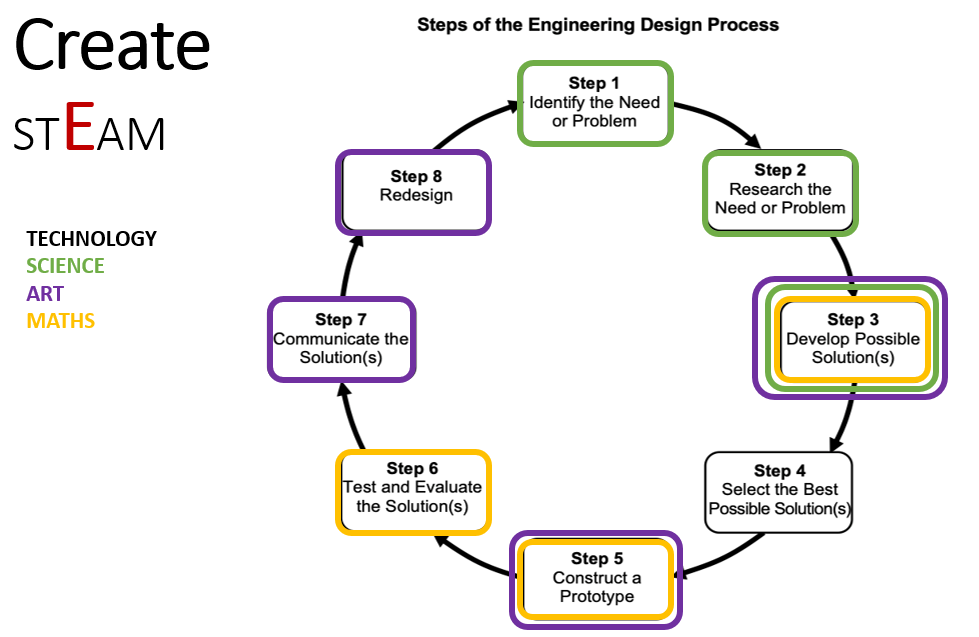 Create
STEAM
TECHNOLOGY
SCIENCE
ART
MATHS
Steps of the Engineering Design Process
Step 1
Identify the Need
or Problem
Step 2
Research the
Need or Problem
Step 3
Develop Possible
Solution(s)
Step 4
Select the Best
Possible Solution(s)
Step 5
Construct a
Prototype
Step 6
Test and Evaluate
the Solution(s)
Step 7
Communicate the
Solution(s)
Step 8
Redesign